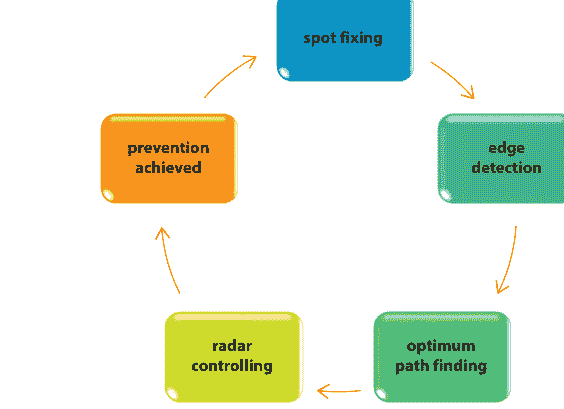 spot fixing
edge
detection
optimum
path finding
radar
controlling
prevention
achieved